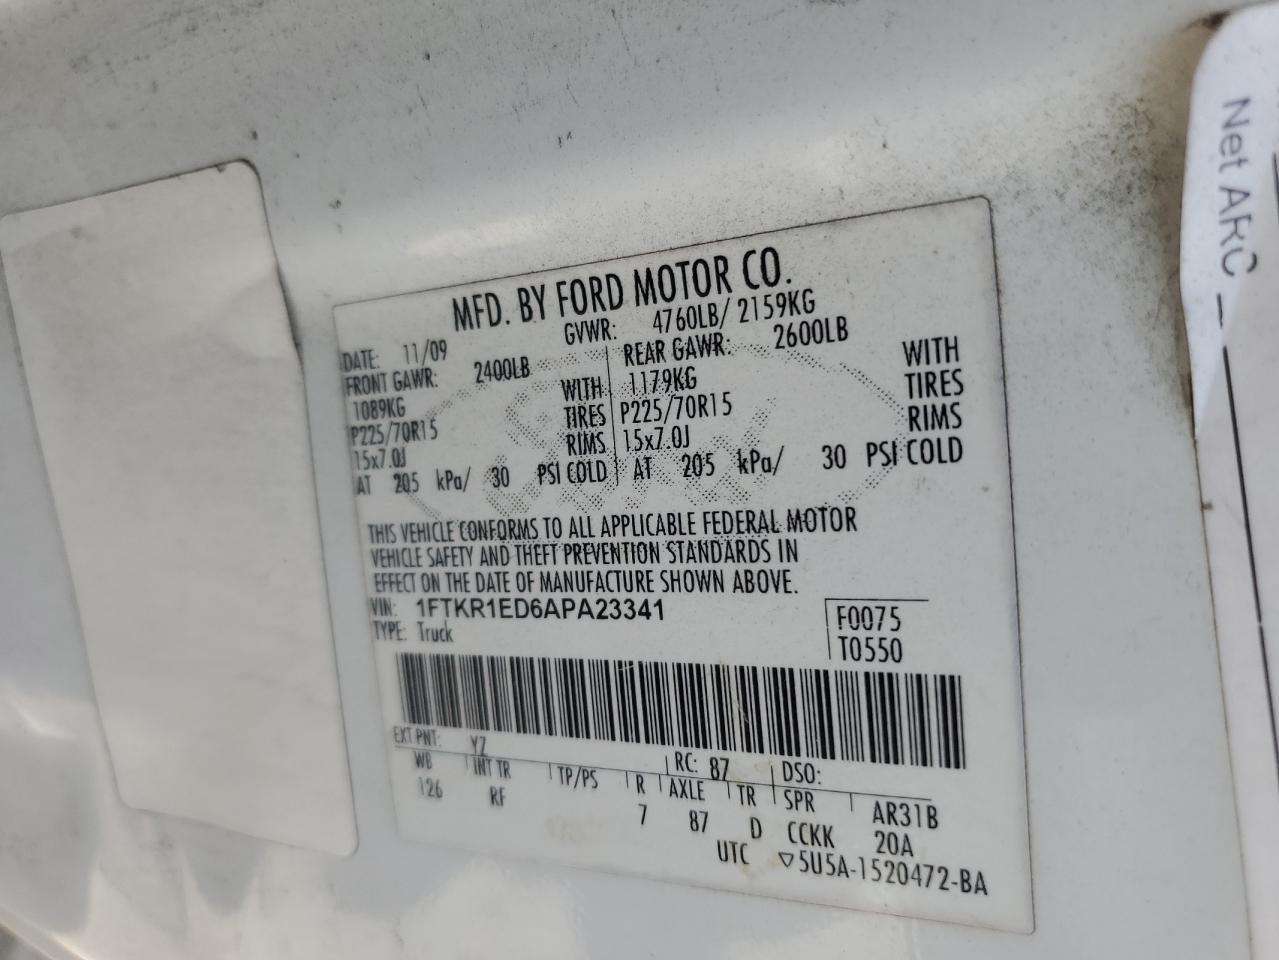 MFD. BY FORD MOTOR CO.
DATE: 11/09 GVWR: 4760LB/ 2159KG
FRONT GAWR: 2400LB REAR GAWR: 2600LB
1089KG WITH 1179KG WITH
P225/70R15 TIRES P225/70R15 TIRES
15x7.0J RIMS 15x7.0J RIMS
AT 205 kPa/ 30 PSI COLD AT 205 kPa/ 30 PSI COLD
THIS VEHICLE CONFORMS TO ALL APPLICABLE FEDERAL MOTOR
VEHICLE SAFETY AND THEFT PREVENTION STANDARDS IN
EFFECT ON THE DATE OF MANUFACTURE SHOWN ABOVE.
VIN: 1FTKR1ED6APA23341 F0075
TYPE: Truck T0550
EXT PNT: YZ RC: 87 DSO:
WB INT TR TP/PS R AXLE TR SPR AR31B
126 RF 7 87 D CCKK 20A
UTC ▽5U5A-1520472-BA
Net ARC